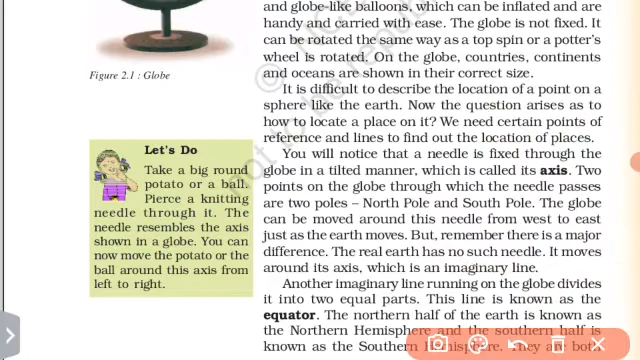 and globe-like balloons, which can be inflated and are
handy and carried with ease. The globe is not fixed. It
can be rotated the same way as a top spin or a potter's
wheel is rotated. On the globe, countries, continents
and oceans are shown in their correct size.
Figure 2.1 : Globe
It is difficult to describe the location of a point on a
sphere like the earth. Now the question arises as to
how to locate a place on it? We need certain points of
reference and lines to find out the location of places.
Let's Do
Take a big round
potato or a ball.
Pierce a knitting
needle through it. The
needle resembles the axis
shown in a globe. You can
now move the potato or the
ball around this axis from
left to right.
You will notice that a needle is fixed through the
globe in a tilted manner, which is called its axis. Two
points on the globe through which the needle passes
are two poles – North Pole and South Pole. The globe
can be moved around this needle from west to east
just as the earth moves. But, remember there is a major
difference. The real earth has no such needle. It moves
around its axis, which is an imaginary line.
Another imaginary line running on the globe divides
it into two equal parts. This line is known as the
equator. The northern half of the earth is known as
the Northern Hemisphere and the southern half is
known as the Southern Hemisphere. They are both
not to be republished